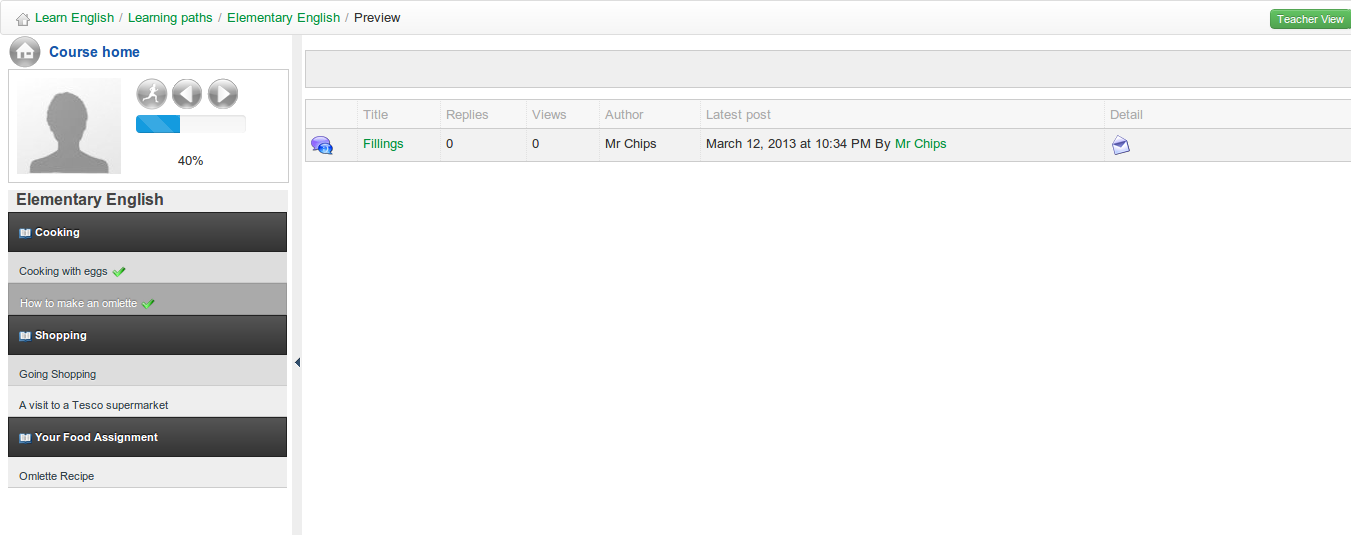 Learn English / Learning paths / Elementary English / Preview
Teacher View
Course home
40%
Elementary English
Cooking
Cooking with eggs
How to make an omlette
Shopping
Going Shopping
A visit to a Tesco supermarket
Your Food Assignment
Omlette Recipe
Title Replies Views Author Latest post Detail
Fillings 0 0 Mr Chips March 12, 2013 at 10:34 PM By Mr Chips